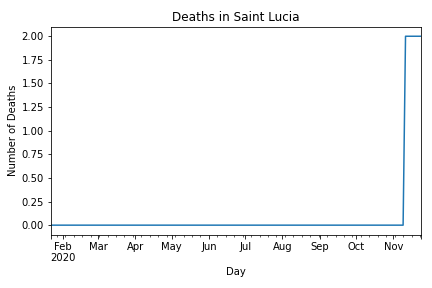 Deaths in Saint Lucia
Number of Deaths
2.00
1.75
1.50
1.25
1.00
0.75
0.50
0.25
0.00
Feb Mar Apr May Jun Jul Aug Sep Oct Nov
2020
Day